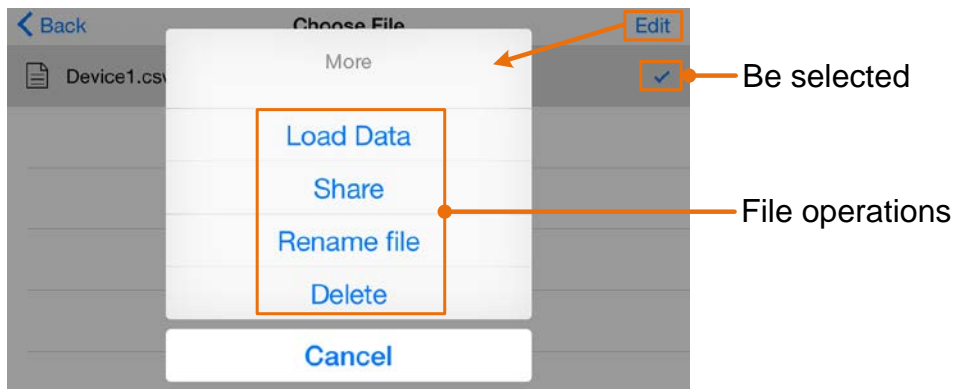 Back
Choose File
Edit
More
Device1.csv
Be selected
Load Data
Share
File operations
Rename file
Delete
Cancel